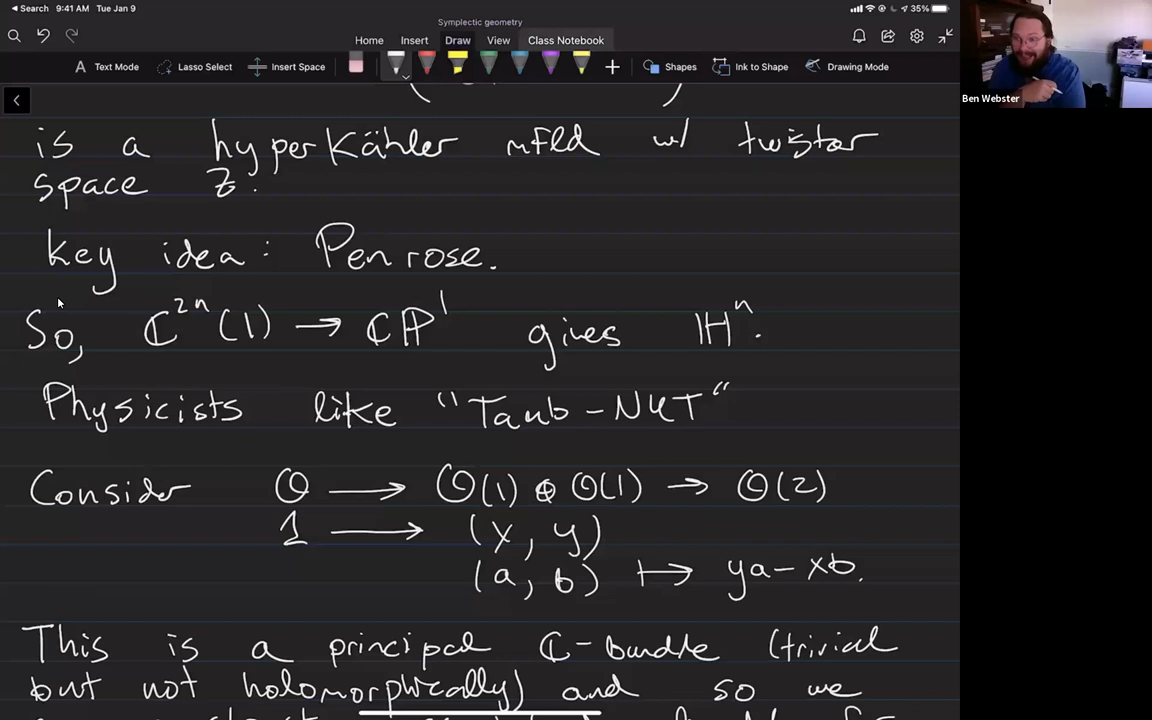 Search 9:41 AM Tue Jan 9
35%
Symplectic geometry
Home Insert Draw View Class Notebook
Text Mode Lasso Select Insert Space Shapes Ink to Shape Drawing Mode
Ben Webster
is a hyperKähler mfld w/ twistor
space Z.
Key idea: Penrose.
So, ℂ²ⁿ(1) → ℂℙ¹ gives ℍⁿ.
Physicists like "Taub-NUT"
Consider O → O(1) ⊕ O(1) → O(2)
1 → (x, y)
(a, b) ↦ ya - xb.
This is a principal ℂ-bundle (trivial
but not holomorphically) and so we